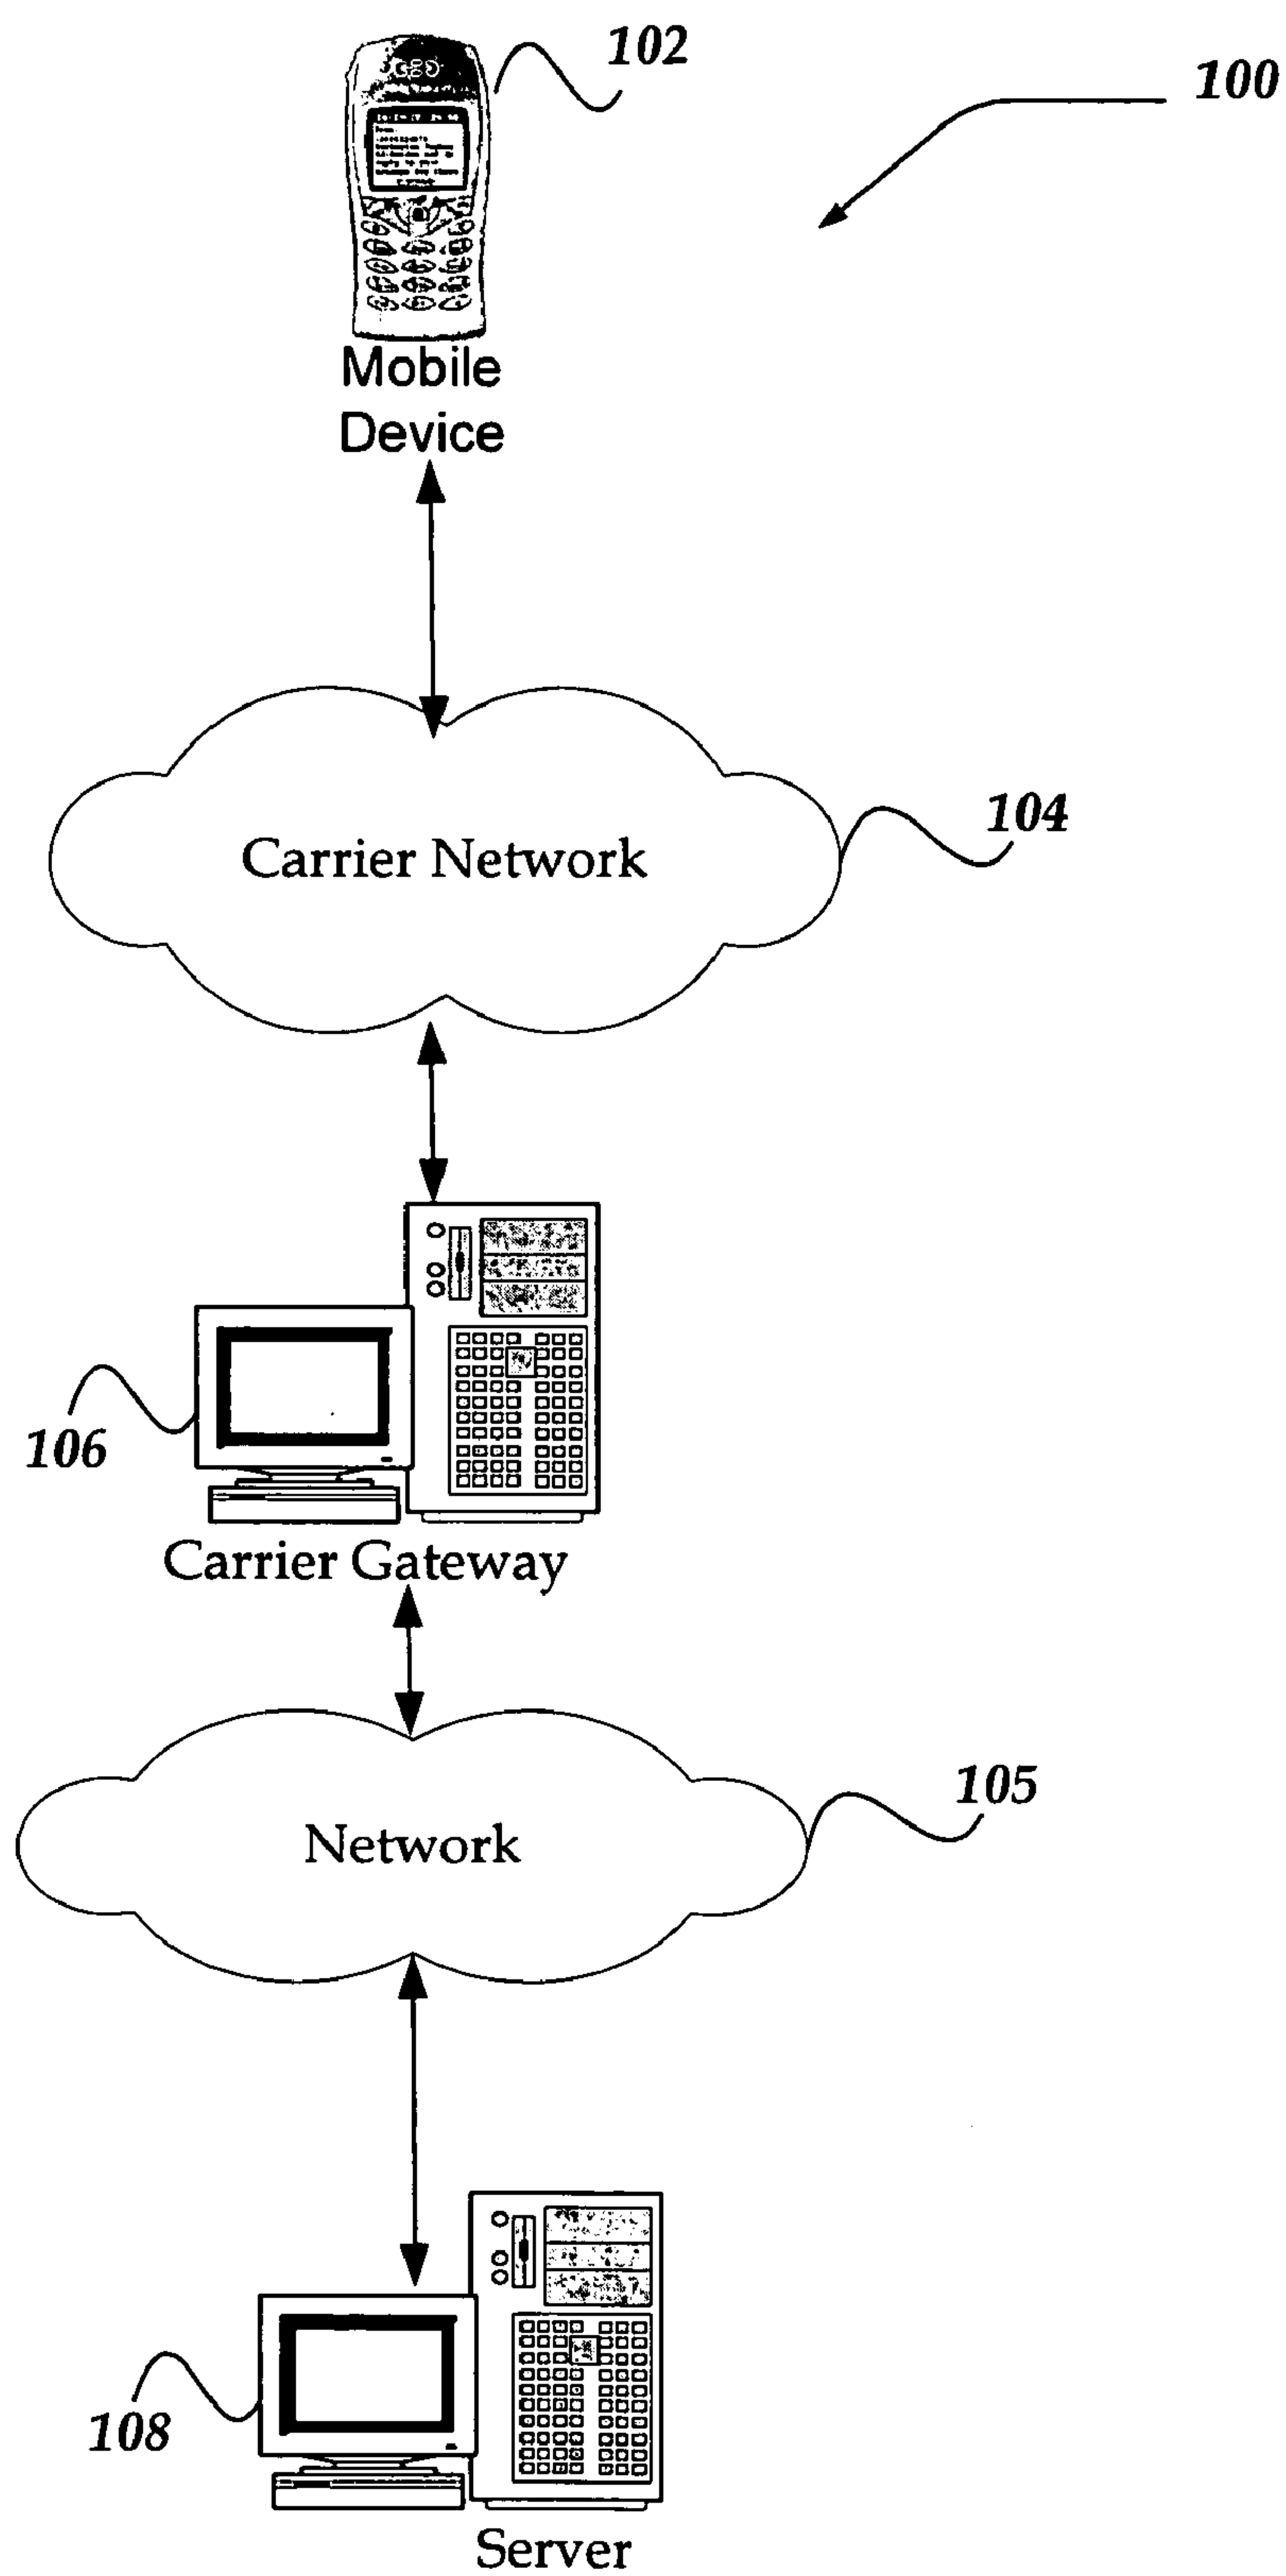 102
100
Mobile
Device
Carrier Network
104
106
Carrier Gateway
105
Network
108
Server